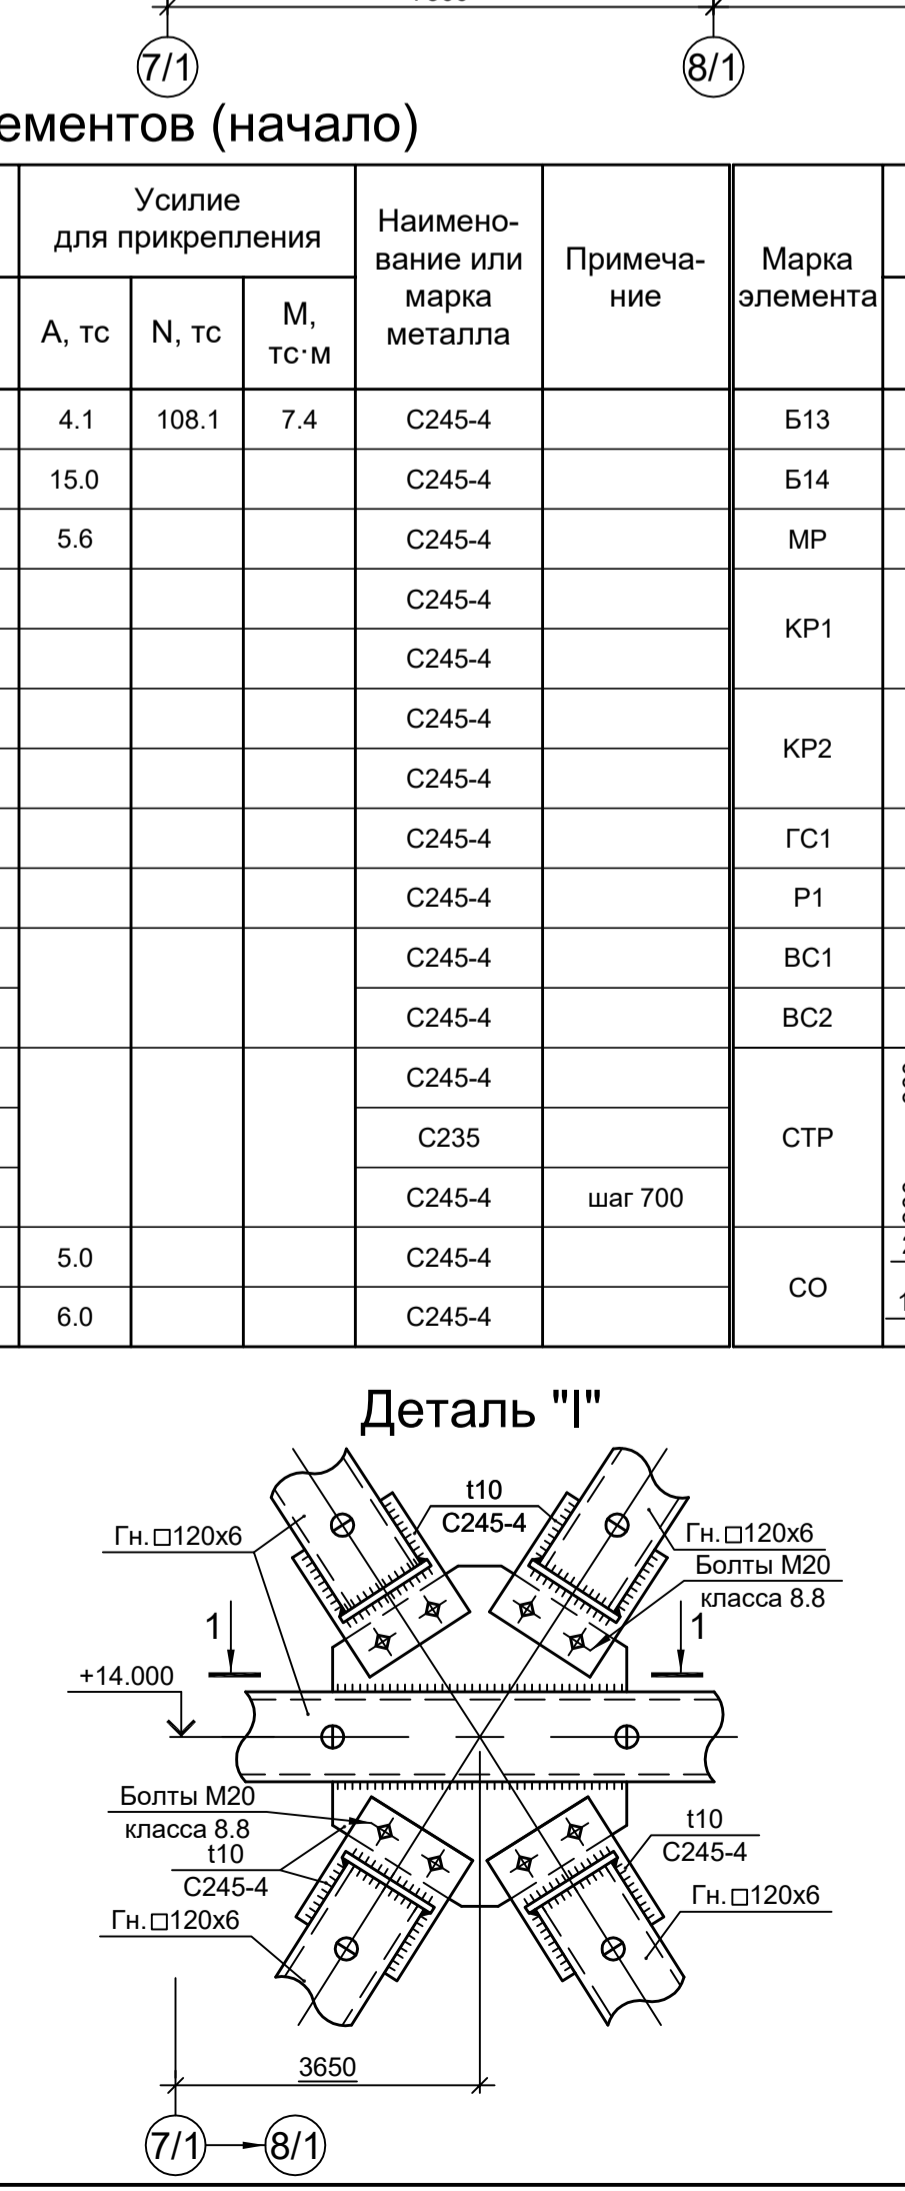 7/1
8/1
ементов (начало)
Усилие
для прикрепления
Наимено-
вание или
марка
металла
Примеча-
ние
Марка
элемента
А, тс
N, тс
М,
тс·м
4.1 108.1 7.4 С245-4 Б13
15.0 С245-4 Б14
5.6 С245-4 МР
С245-4
КР1
С245-4
С245-4
КР2
С245-4
С245-4 ГС1
С245-4 Р1
С245-4 ВС1
С245-4 ВС2
С245-4
С235 СТР
С245-4 шаг 700
5.0 С245-4
СО
6.0 С245-4
Деталь "I"
t10
С245-4
Гн.□120х6
Гн.□120х6
Болты М20
класса 8.8
1
1
+14.000
Болты М20
класса 8.8
t10
С245-4
t10
С245-4
Гн.□120х6
Гн.□120х6
3650
7/1
8/1